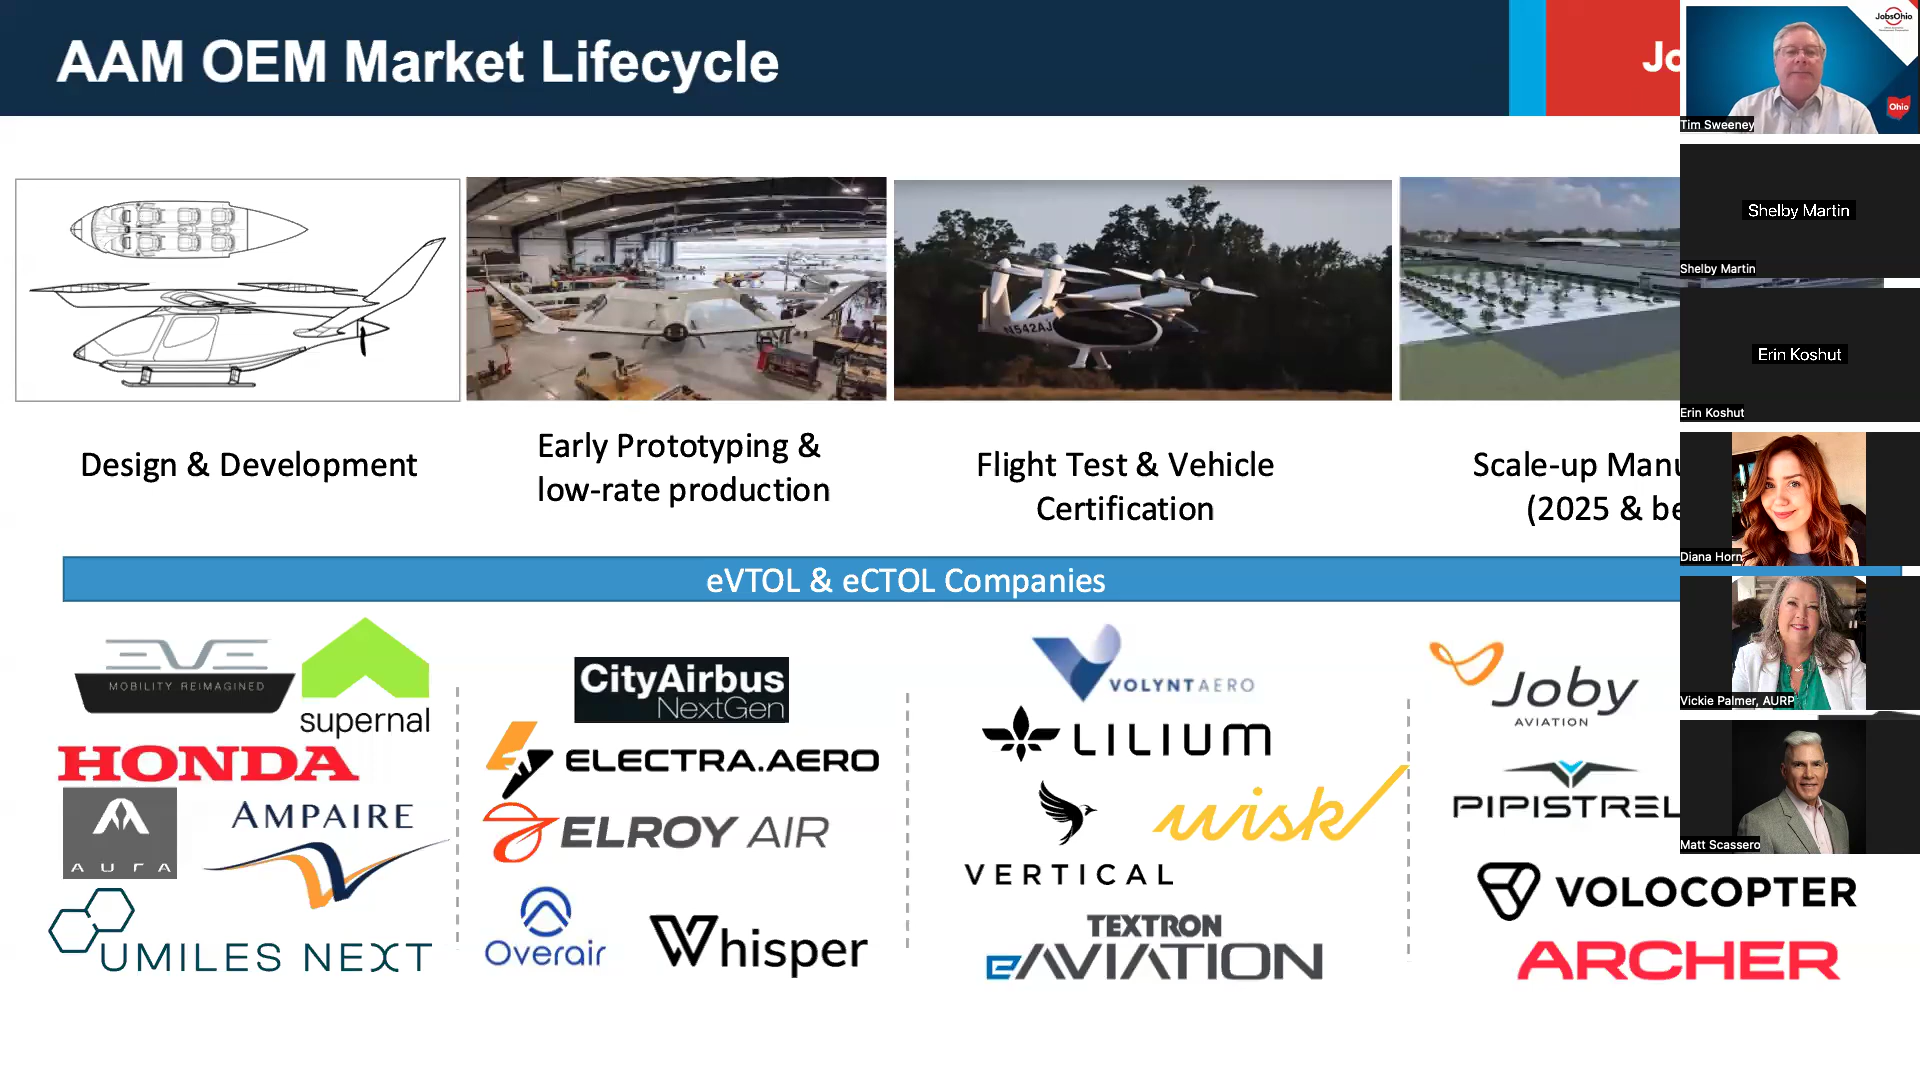 AAM OEM Market Lifecycle
Jo
JobsOhio
Ohio
Tim Sweeney
Shelby Martin
Shelby Martin
Erin Koshut
Erin Koshut
Diana Horn
Vickie Palmer, AURP
Matt Scassero
N542AJ
Design & Development
Early Prototyping &
low-rate production
Flight Test & Vehicle
Certification
Scale-up Manu
(2025 & be
eVTOL & eCTOL Companies
EVE
MOBILITY REIMAGINED
supernal
HONDA
AURA
AMPAIRE
UMILES NEXT
CityAirbus
NextGen
ELECTRA.AERO
ELROY AIR
Overair
Whisper
VOLYNTAERO
LILIUM
wisk
VERTICAL
TEXTRON
eAVIATION
Joby
AVIATION
PIPISTREL
VOLOCOPTER
ARCHER